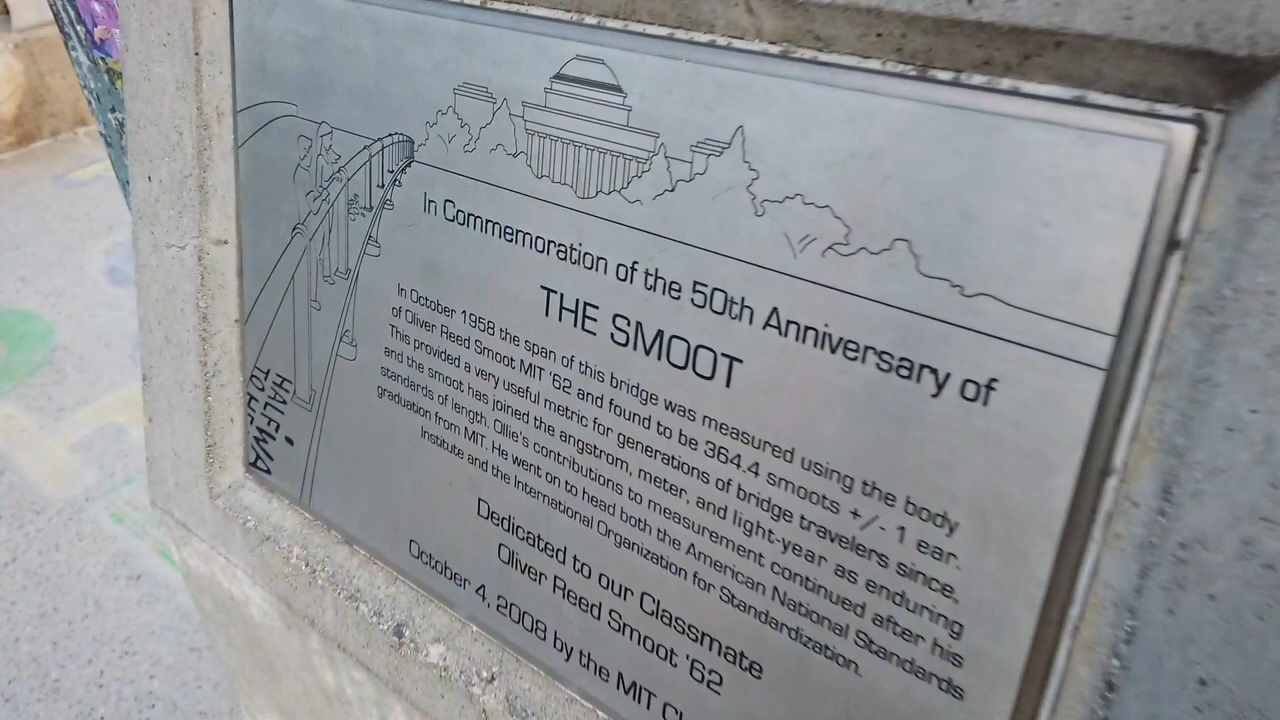 In Commemoration of the 50th Anniversary of
THE SMOOT
In October 1958 the span of this bridge was measured using the body
of Oliver Reed Smoot MIT '62 and found to be 364.4 smoots +/- 1 ear.
This provided a very useful metric for generations of bridge travelers since,
and the smoot has joined the angstrom, meter, and light-year as enduring
standards of length. Ollie's contributions to measurement continued after his
graduation from MIT. He went on to head both the American National Standards
Institute and the International Organization for Standardization.
Dedicated to our Classmate
Oliver Reed Smoot '62
October 4, 2008 by the MIT
HALFWA
TO